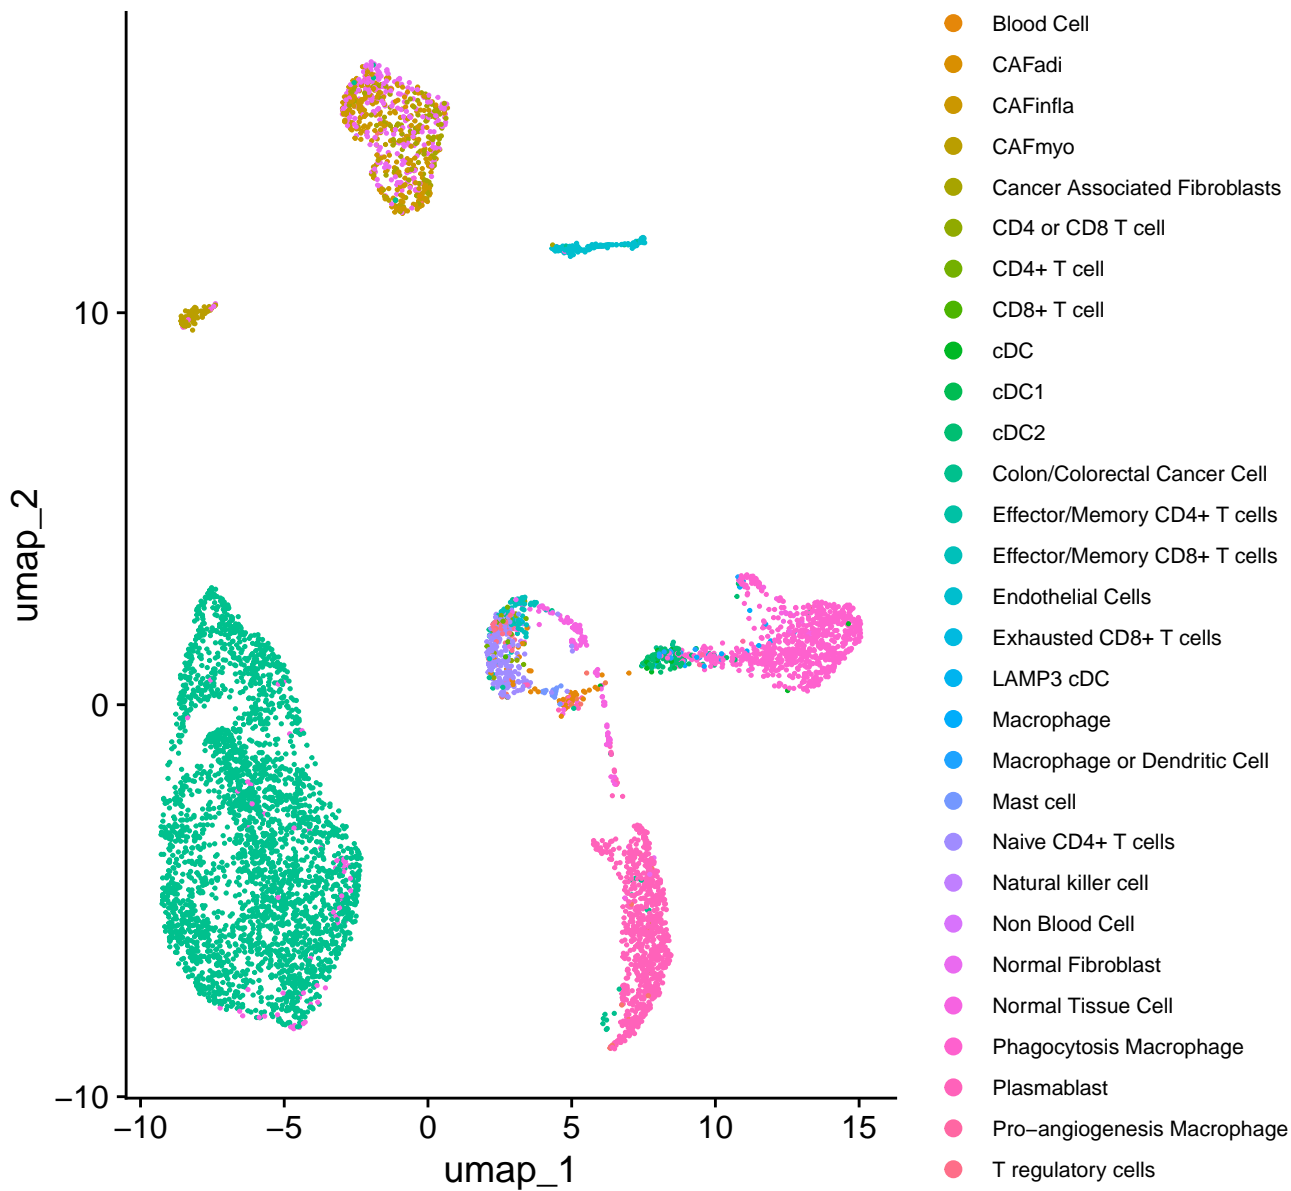 Blood Cell
CAFadi
CAFinfla
CAFmyo
Cancer Associated Fibroblasts
CD4 or CD8 T cell
CD4+ T cell
CD8+ T cell
cDC
cDC1
cDC2
Colon/Colorectal Cancer Cell
Effector/Memory CD4+ T cells
Effector/Memory CD8+ T cells
Endothelial Cells
Exhausted CD8+ T cells
LAMP3 cDC
Macrophage
Macrophage or Dendritic Cell
Mast cell
Naive CD4+ T cells
Natural killer cell
Non Blood Cell
Normal Fibroblast
Normal Tissue Cell
Phagocytosis Macrophage
Plasmablast
Pro−angiogenesis Macrophage
T regulatory cells
10
0
−10
umap_2
−10 −5 0 5 10 15
umap_1